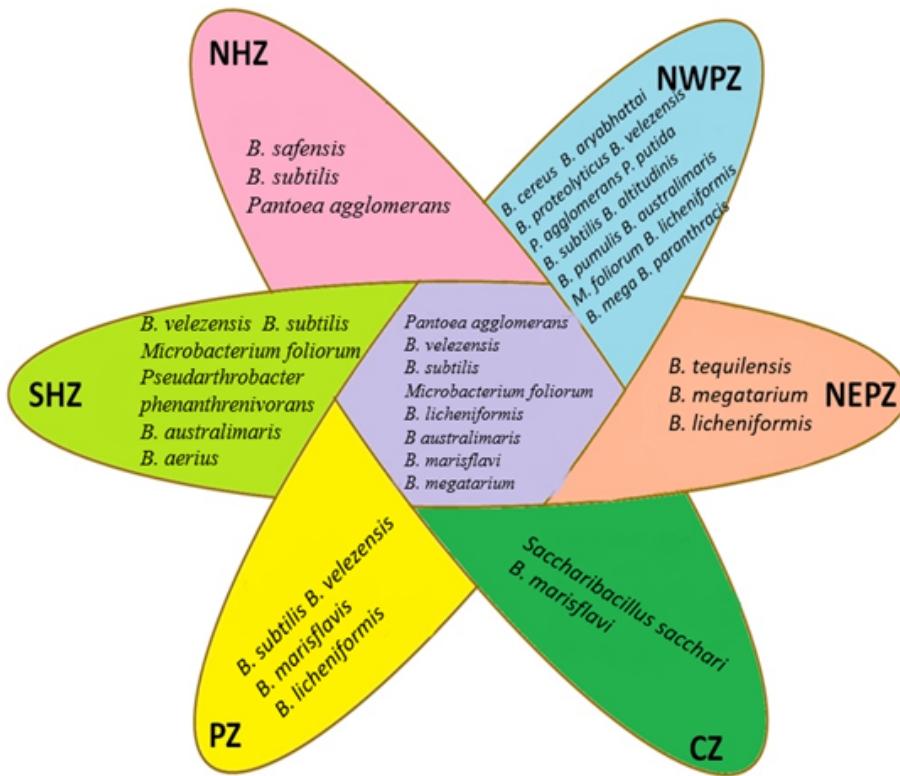 NHZ
B. safensis
B. subtilis
Pantoea agglomerans
NWPZ
B. cereus B. aryabhattai
B. proteolyticus B. velezensis
P. agglomerans P. putida
B. subtilis B. altitudinis
B. pumulis B. australimaris
M. foliorum B. licheniformis
B. mega B. paranthracis
SHZ
B. velezensis B. subtilis
Microbacterium foliorum
Pseudarthrobacter
phenanthrenivorans
B. australimaris
B. aerius
Pantoea agglomerans
B. velezensis
B. subtilis
Microbacterium foliorum
B. licheniformis
B australimaris
B. marisflavi
B. megatarium
NEPZ
B. tequilensis
B. megatarium
B. licheniformis
PZ
B. subtilis B. velezensis
B. marisflavis
B. licheniformis
CZ
Saccharibacillus sacchari
B. marisflavi